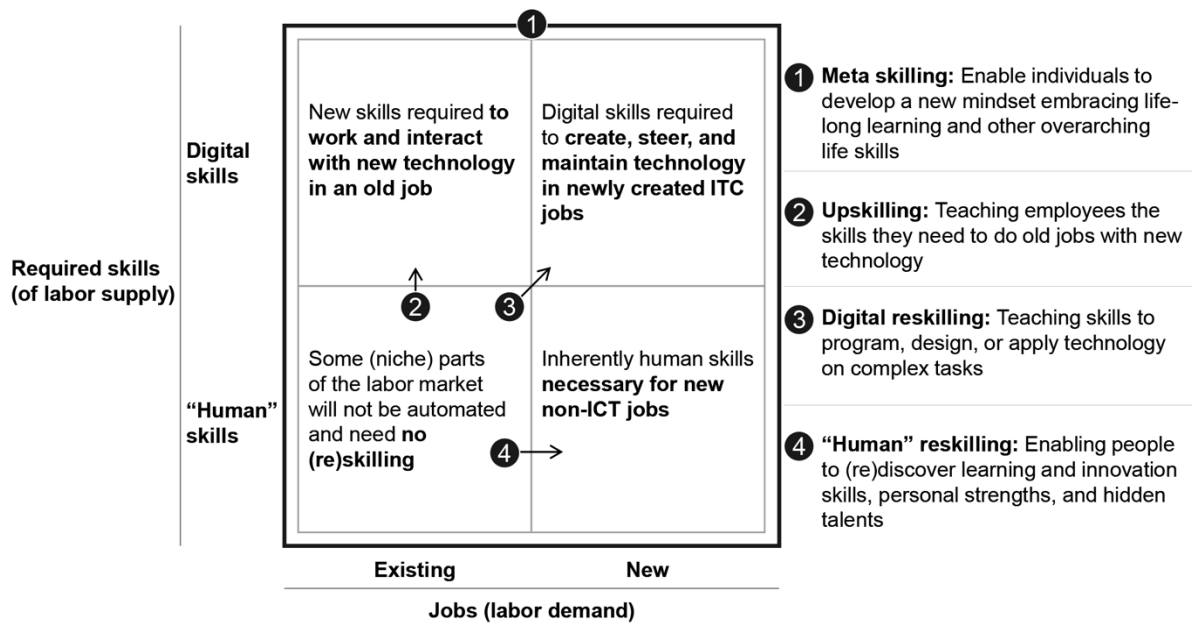 Required skills
(of labor supply)
Digital
skills
“Human”
skills
1
New skills required to
work and interact
with new technology
in an old job
Digital skills required
to create, steer, and
maintain technology
in newly created ITC
jobs
2
3
Some (niche) parts
of the labor market
will not be automated
and need no
(re)skilling
Inherently human skills
necessary for new
non-ICT jobs
4
Existing
New
Jobs (labor demand)
1 Meta skilling: Enable individuals to
develop a new mindset embracing life-
long learning and other overarching
life skills
2 Upskilling: Teaching employees the
skills they need to do old jobs with new
technology
3 Digital reskilling: Teaching skills to
program, design, or apply technology
on complex tasks
4 “Human” reskilling: Enabling people
to (re)discover learning and innovation
skills, personal strengths, and hidden
talents